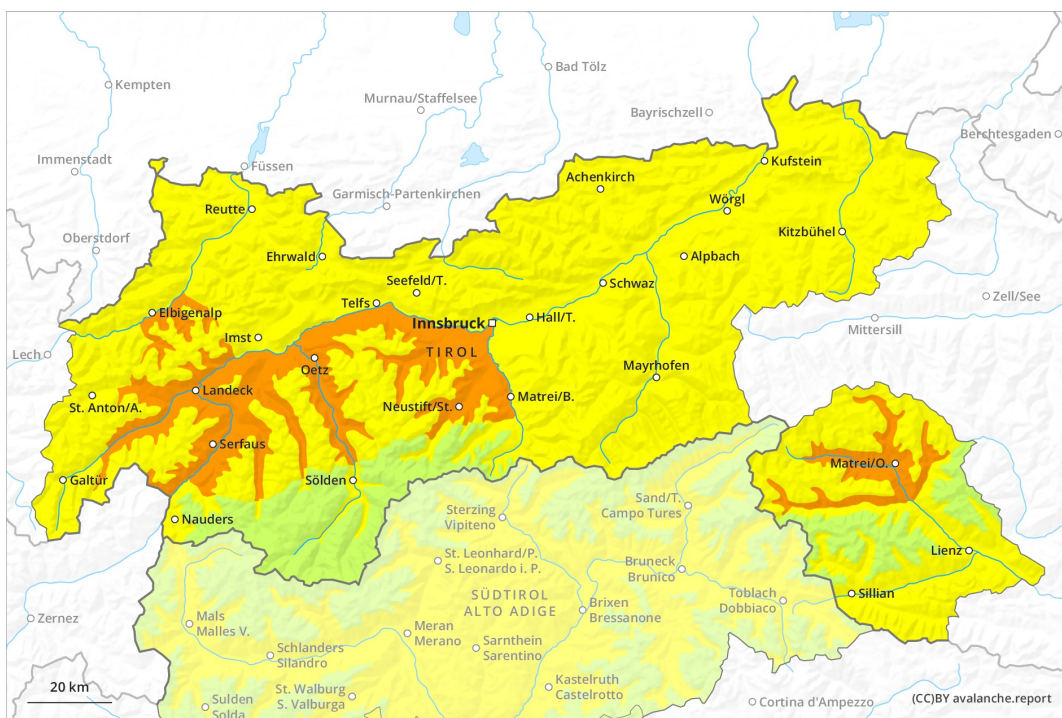 Bad Tölz
Kempten
Murnau/Staffelsee
Bayrischzell
Berchtesgaden
Immenstadt
Füssen
Kufstein
Achenkirch
Garmisch-Partenkirchen
Wörgl
Reutte
Oberstdorf
Kitzbühel
Ehrwald
Alpbach
Seefeld/T.
Schwaz
Zell/See
Telfs
Elbigenalp
Innsbruck
Hall/T.
Mittersill
Imst
Lech
TIROL
Oetz
Mayrhofen
Landeck
St. Anton/A.
Neustift/St.
Matrei/B.
Serfaus
Matrei/O.
Galtür
Sölden
Sand/T.
Campo Tures
Nauders
Sterzing
Vipiteno
Lienz
St. Leonhard/P.
S. Leonardo i. P.
Bruneck
Brunico
Sillian
SÜDTIROL
ALTO ADIGE
Toblach
Dobbiaco
Brixen
Bressanone
Zernez
Mals
Malles V.
Meran
Merano
Sarnthein
Sarentino
Schlanders
Silandro
Kastelruth
Castelrotto
20 km
St. Walburg
S. Valburga
Sulden
Solda
Cortina d'Ampezzo
(CC)BY avalanche.report